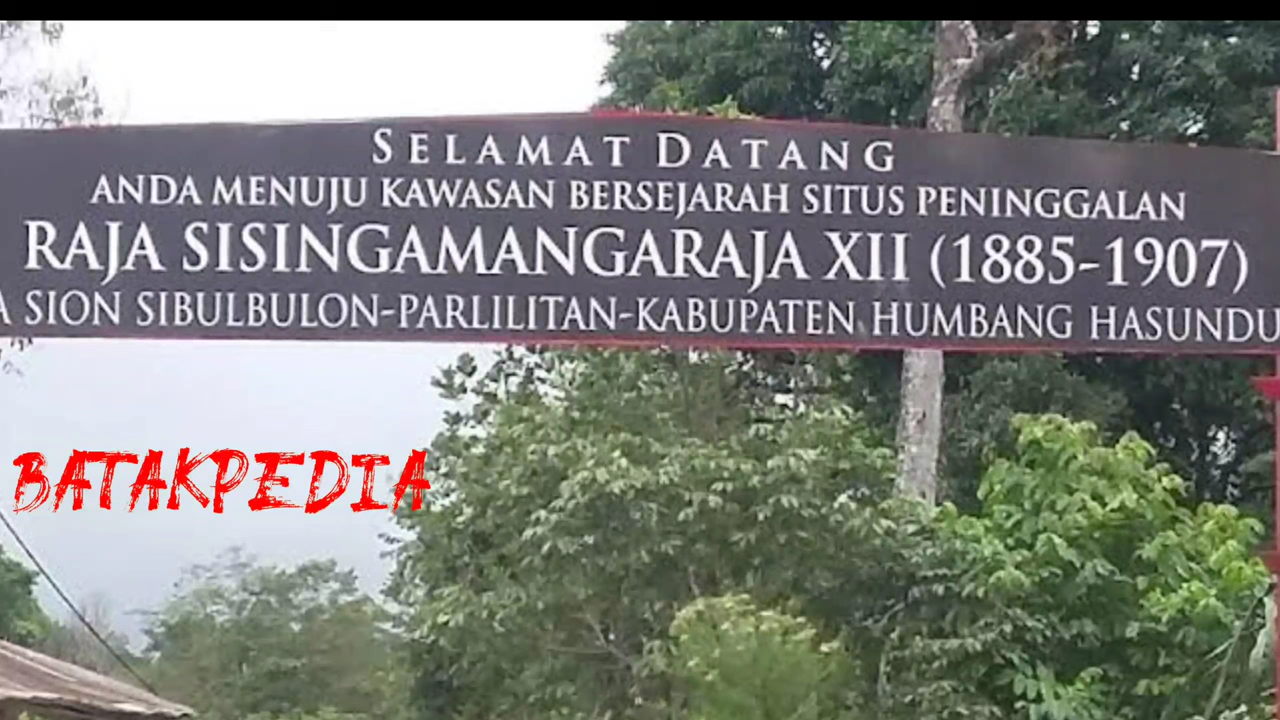 SELAMAT DATANG
ANDA MENUJU KAWASAN BERSEJARAH SITUS PENINGGALAN
RAJA SISINGAMANGARAJA XII (1885-1907)
SION SIBULBULON-PARLILITAN-KABUPATEN HUMBANG
BATAKPEDIA